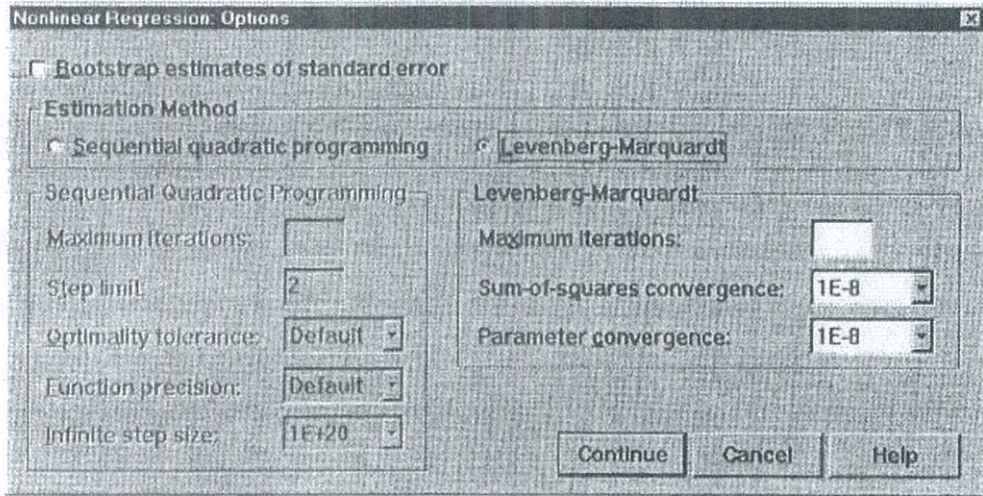 Nonlinear Regression: Options
Bootstrap estimates of standard error
Estimation Method
Sequential quadratic programming
Levenberg-Marquardt
Sequential Quadratic Programming
Maximum iterations:
Step limit: 2
Optimality tolerance: Default
Function precision: Default
Infinite step size: 1E+20
Levenberg-Marquardt
Maximum iterations:
Sum-of-squares convergence: 1E-8
Parameter convergence: 1E-8
Continue Cancel Help